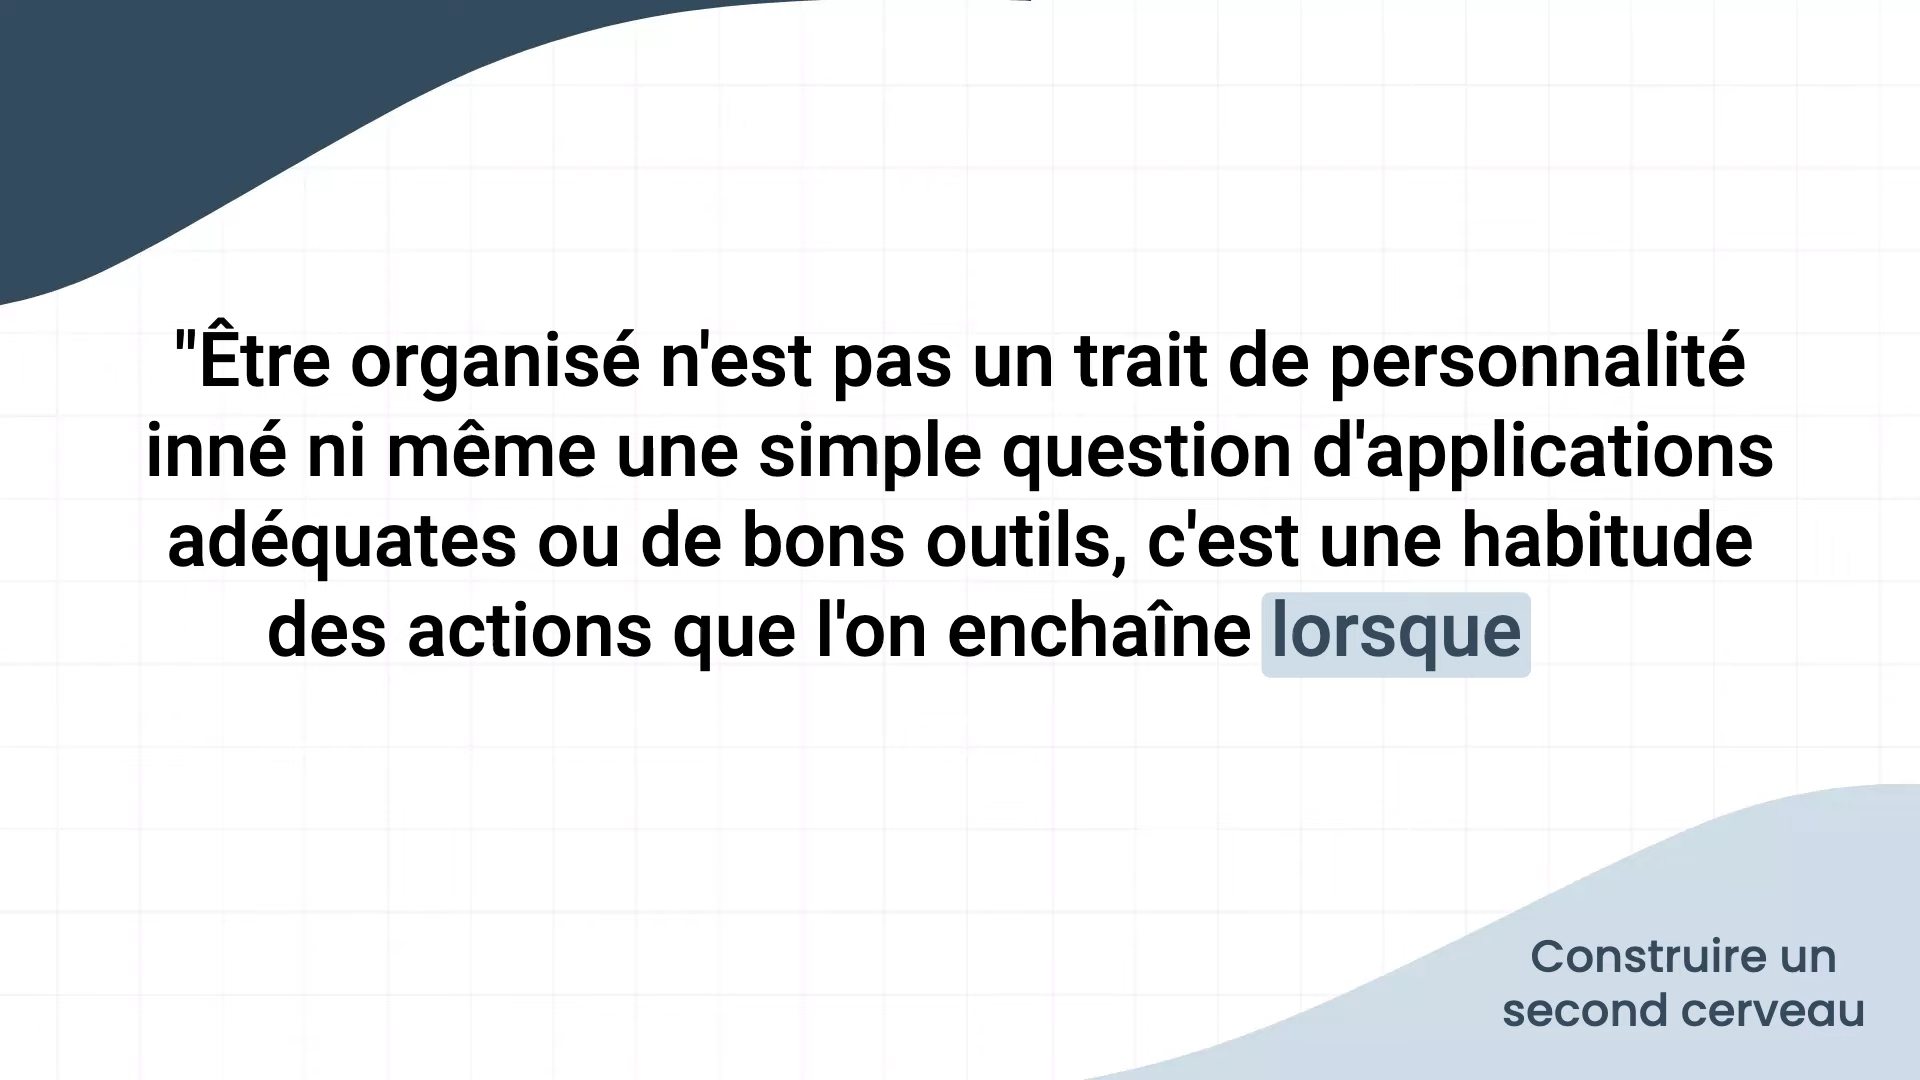 "Être organisé n'est pas un trait de personnalité
inné ni même une simple question d'applications
adéquates ou de bons outils, c'est une habitude
des actions que l'on enchaîne lorsque
Construire un
second cerveau